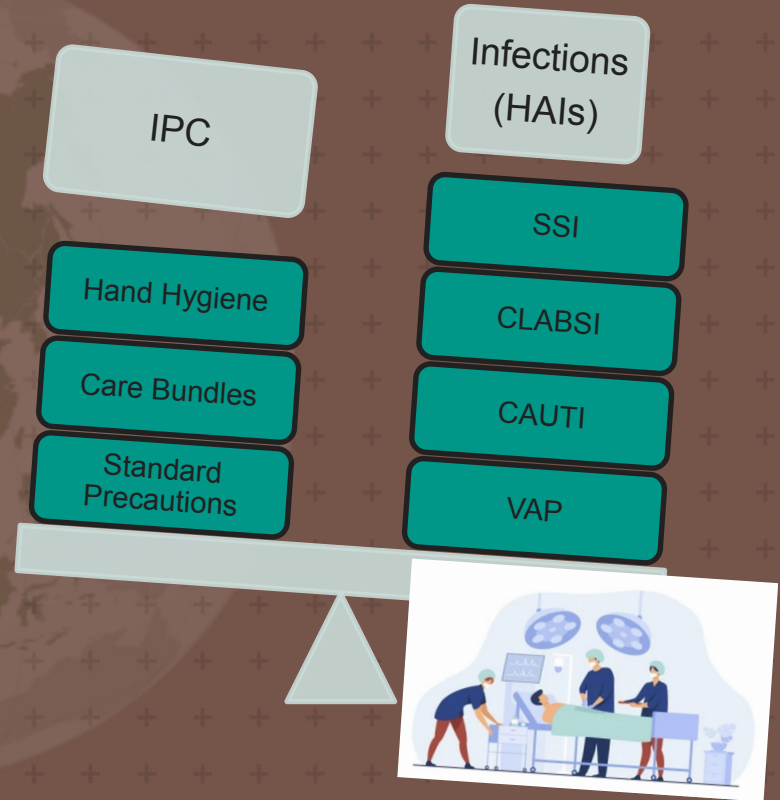 IPC
Hand Hygiene
Care Bundles
Standard
Precautions
Infections
(HAIs)
SSI
CLABSI
CAUTI
VAP